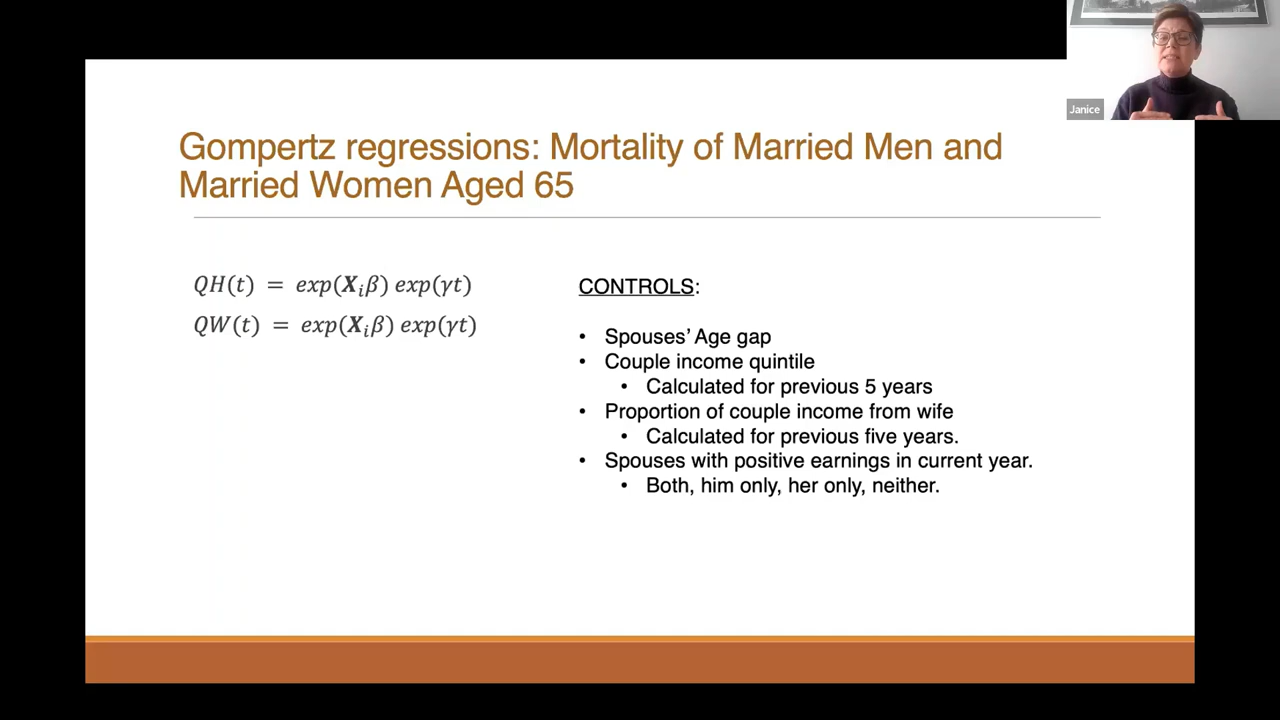 Janice
Gompertz regressions: Mortality of Married Men and
Married Women Aged 65
QH(t) = exp(X_iβ) exp(γt)
QW(t) = exp(X_iβ) exp(γt)
CONTROLS:
• Spouses' Age gap
• Couple income quintile
• Calculated for previous 5 years
• Proportion of couple income from wife
• Calculated for previous five years.
• Spouses with positive earnings in current year.
• Both, him only, her only, neither.